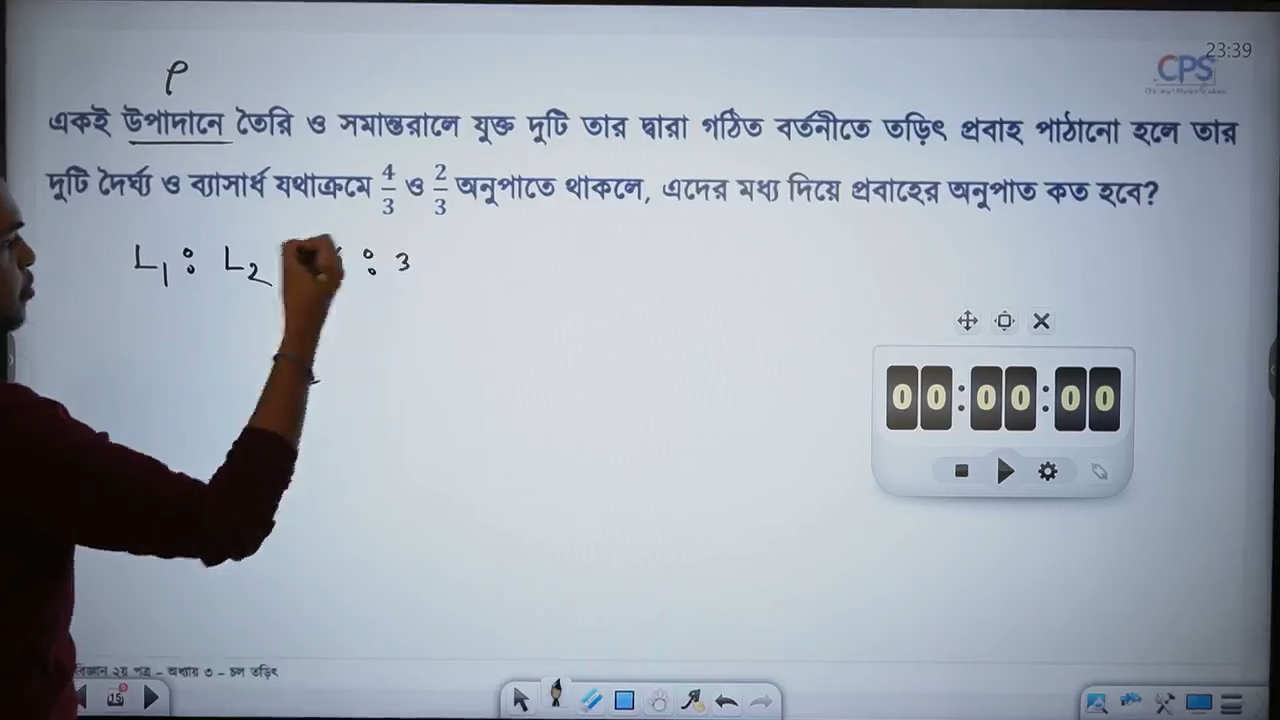 23:39
CPS
ρ
একই উপাদানে তৈরি ও সমান্তরালে যুক্ত দুটি তার দ্বারা গঠিত বর্তনীতে তড়িৎ প্রবাহ পাঠানো হলে তার
দুটি দৈর্ঘ্য ও ব্যাসার্ধ যথাক্রমে 4/3 ও 2/3 অনুপাতে থাকলে, এদের মধ্য দিয়ে প্রবাহের অনুপাত কত হবে?
L₁ : L₂ : 3
00:00:00
বিজ্ঞান ২য় পত্র – অধ্যায় ৩ – চল তড়িৎ
15